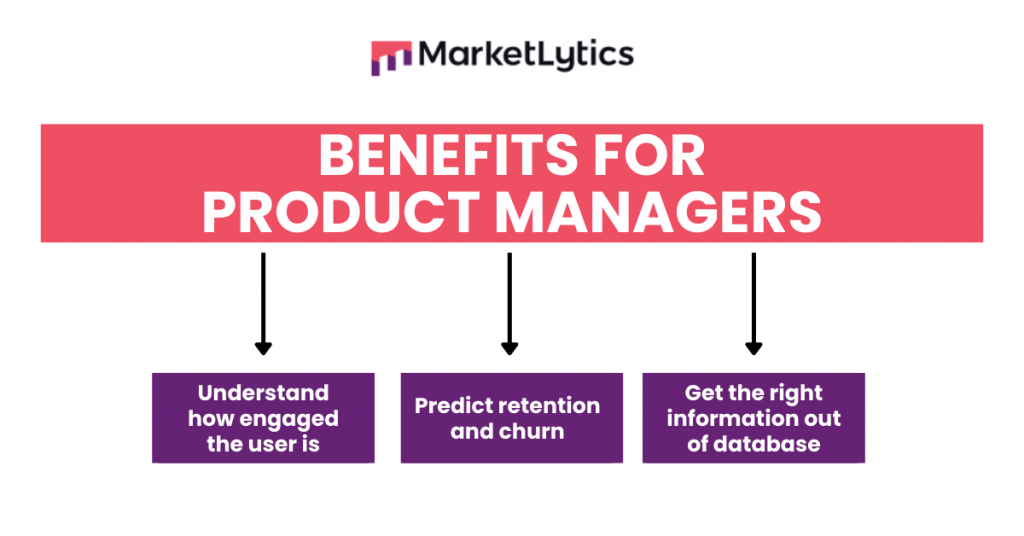 MarketLytics
BENEFITS FOR
PRODUCT MANAGERS
Understand
how engaged
the user is
Predict retention
and churn
Get the right
information out
of database